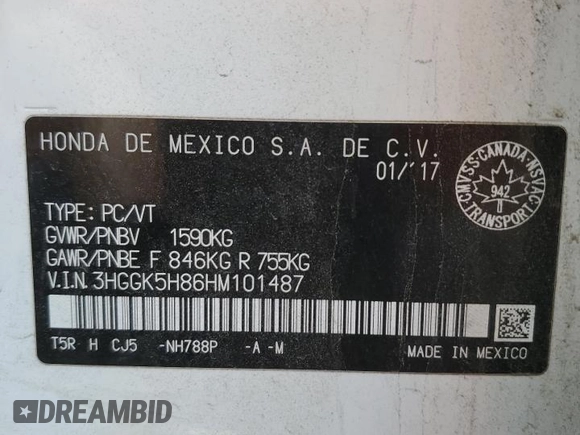 HONDA DE MEXICO S.A. DE C.V.
01/'17
TYPE: PC/VT
GVWR/PNBV 1590KG
GAWR/PNBE F 846KG R 755KG
V.I.N. 3HGGK5H86HM101487
T5R H CJ5 -NH788P -A -M
MADE IN MEXICO
CMVSS·CANADA·NSVAC
942
TRANSPORT
DREAMBID